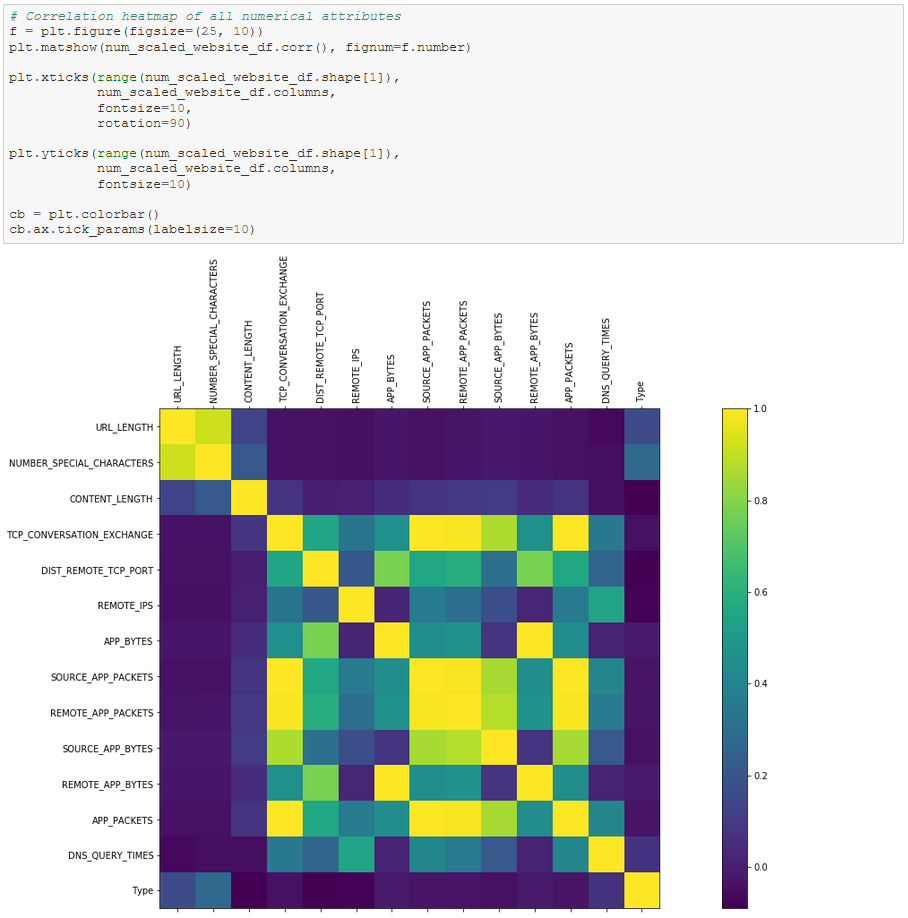 # Correlation heatmap of all numerical attributes
f = plt.figure(figsize=(25, 10))
plt.matshow(num_scaled_website_df.corr(), fignum=f.number)
plt.xticks(range(num_scaled_website_df.shape[1]),
num_scaled_website_df.columns,
fontsize=10,
rotation=90)
plt.yticks(range(num_scaled_website_df.shape[1]),
num_scaled_website_df.columns,
fontsize=10)
cb = plt.colorbar()
cb.ax.tick_params(labelsize=10)
URL_LENGTH
NUMBER_SPECIAL_CHARACTERS
CONTENT_LENGTH
TCP_CONVERSATION_EXCHANGE
DIST_REMOTE_TCP_PORT
REMOTE_IPS
APP_BYTES
SOURCE_APP_PACKETS
REMOTE_APP_PACKETS
SOURCE_APP_BYTES
REMOTE_APP_BYTES
APP_PACKETS
DNS_QUERY_TIMES
Type
URL_LENGTH
NUMBER_SPECIAL_CHARACTERS
CONTENT_LENGTH
TCP_CONVERSATION_EXCHANGE
DIST_REMOTE_TCP_PORT
REMOTE_IPS
APP_BYTES
SOURCE_APP_PACKETS
REMOTE_APP_PACKETS
SOURCE_APP_BYTES
REMOTE_APP_BYTES
APP_PACKETS
DNS_QUERY_TIMES
Type
1.0
0.8
0.6
0.4
0.2
0.0